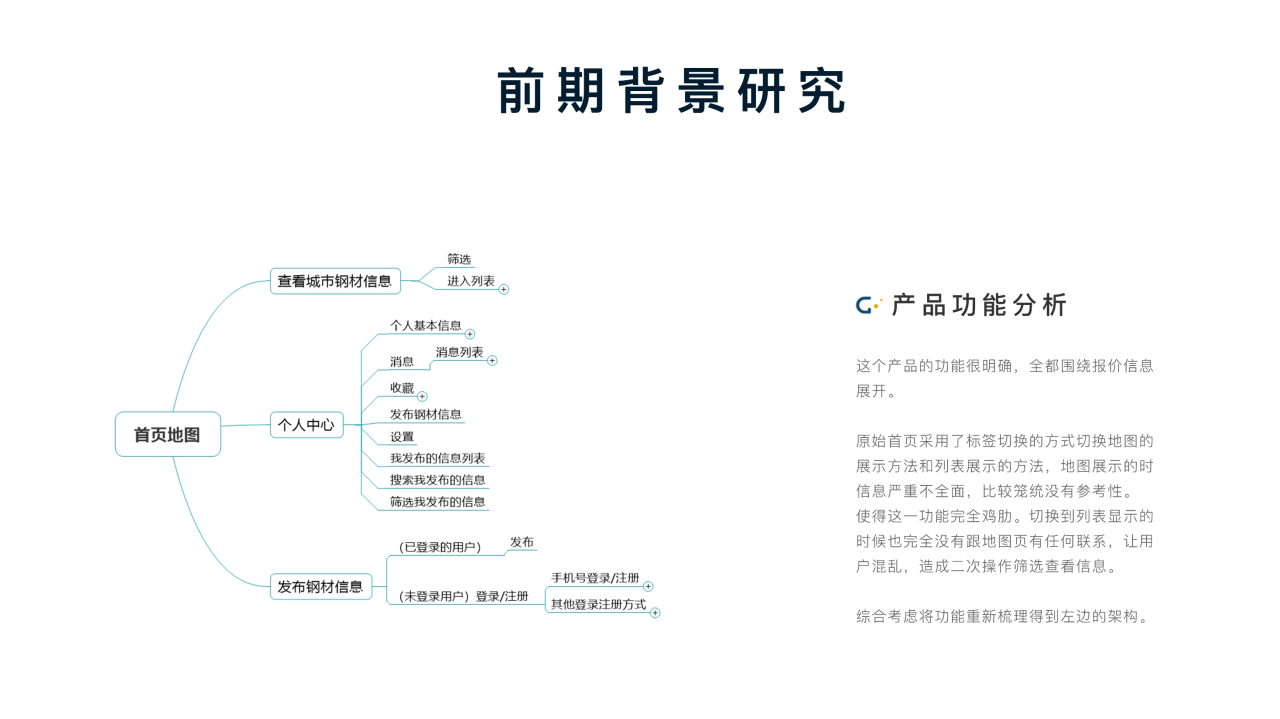 前期背景研究
筛选
查看城市钢材信息
进入列表
个人基本信息
消息列表
消息
收藏
发布钢材信息
首页地图
个人中心
设置
我发布的信息列表
搜索我发布的信息
筛选我发布的信息
发布
（已登录的用户）
手机号登录/注册
发布钢材信息
（未登录用户）登录/注册
其他登录注册方式
产品功能分析
这个产品的功能很明确，全都围绕报价信息
展开。
原始首页采用了标签切换的方式切换地图的
展示方法和列表展示的方法，地图展示的时
信息严重不全面，比较笼统没有参考性。
使得这一功能完全鸡肋。切换到列表显示的
时候也完全没有跟地图页有任何联系，让用
户混乱，造成二次操作筛选查看信息。
综合考虑将功能重新梳理得到左边的架构。